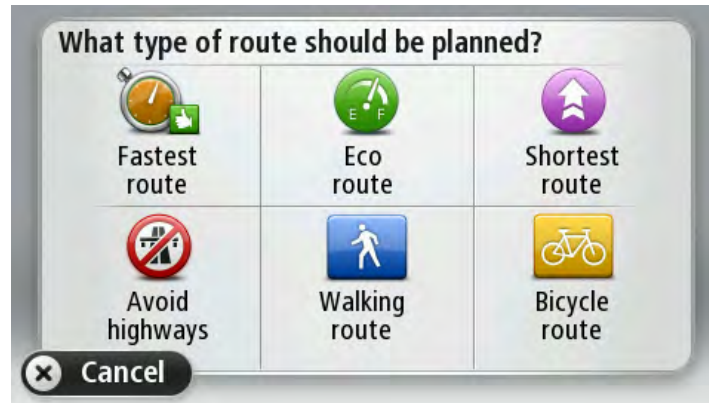 What type of route should be planned?
E F
Fastest
route
Eco
route
Shortest
route
Avoid
highways
Walking
route
Bicycle
route
Cancel